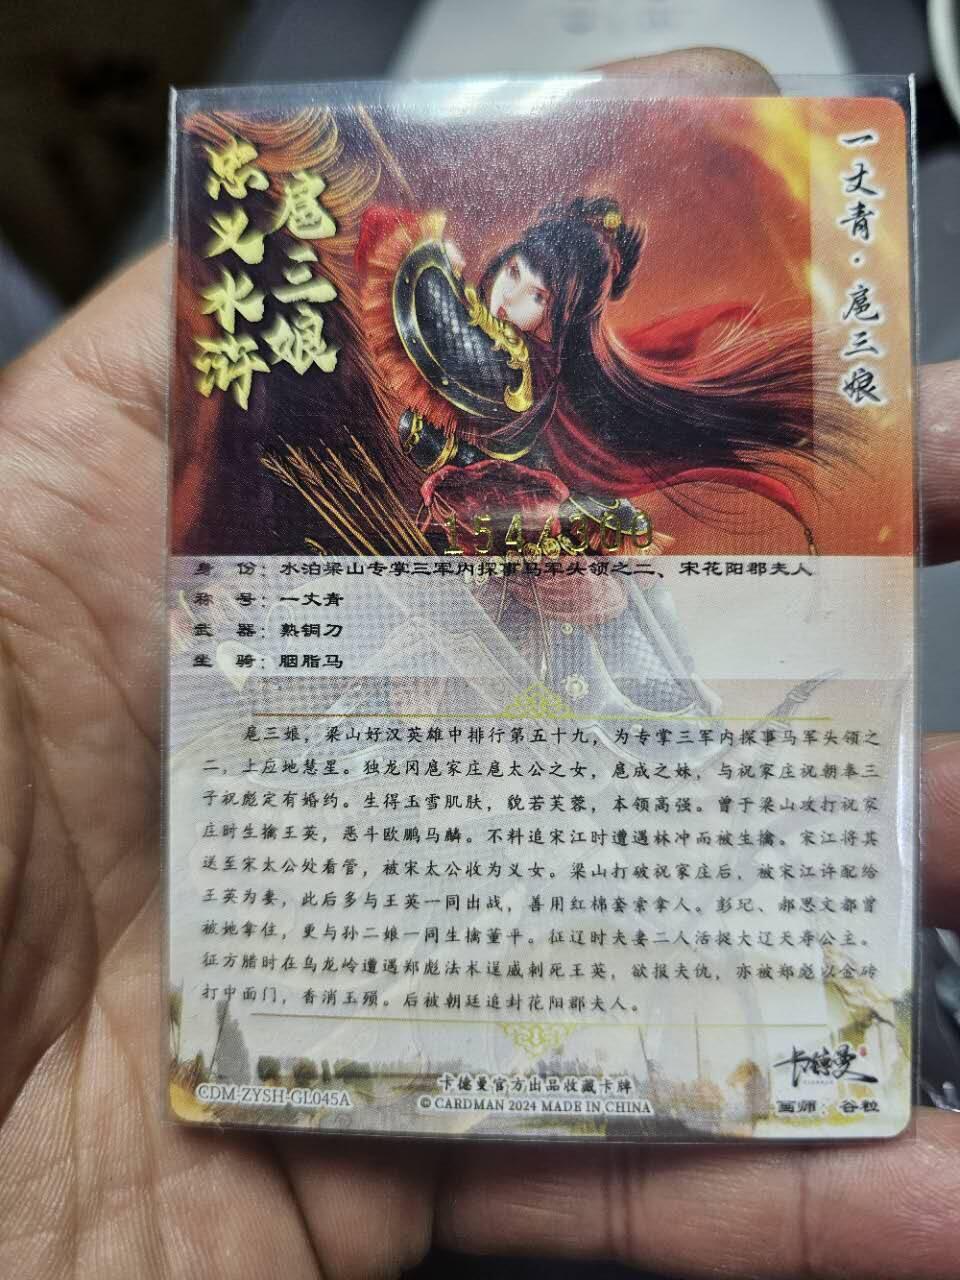 忠义水浒
扈三娘
一丈青·扈三娘
154/300
身 份：水泊梁山专掌三军内探事马军头领之二、宋花阳郡夫人
称 号：一丈青
武 器：熟铜刀
坐 骑：胭脂马
扈三娘，梁山好汉英雄中排行第五十九，为专掌三军内探事马军头领之
二，上应地慧星。独龙冈扈家庄扈太公之女，扈成之妹，与祝家庄祝朝奉三
子祝彪定有婚约。生得玉雪肌肤，貌若芙蓉，本领高强。曾于梁山攻打祝家
庄时生擒王英，恶斗欧鹏马麟。不料追宋江时遭遇林冲而被生擒。宋江将其
送至宋太公处看管，被宋太公收为义女。梁山打破祝家庄后，被宋江许配给
王英为妻，此后多与王英一同出战，善用红棉套索拿人。彭玘、郝思文都曾
被她拿住，更与孙二娘一同生擒董平。征辽时夫妻二人活捉大辽天寿公主。
征方腊时在乌龙岭遭遇郑彪法术逞威刺死王英，欲报夫仇，亦被郑彪以金砖
打中面门，香消玉殒。后被朝廷追封花阳郡夫人。
卡德曼
CDM-ZYSH-GL045A
卡德曼官方出品收藏卡牌
© CARDMAN 2024 MADE IN CHINA
画师：谷粒